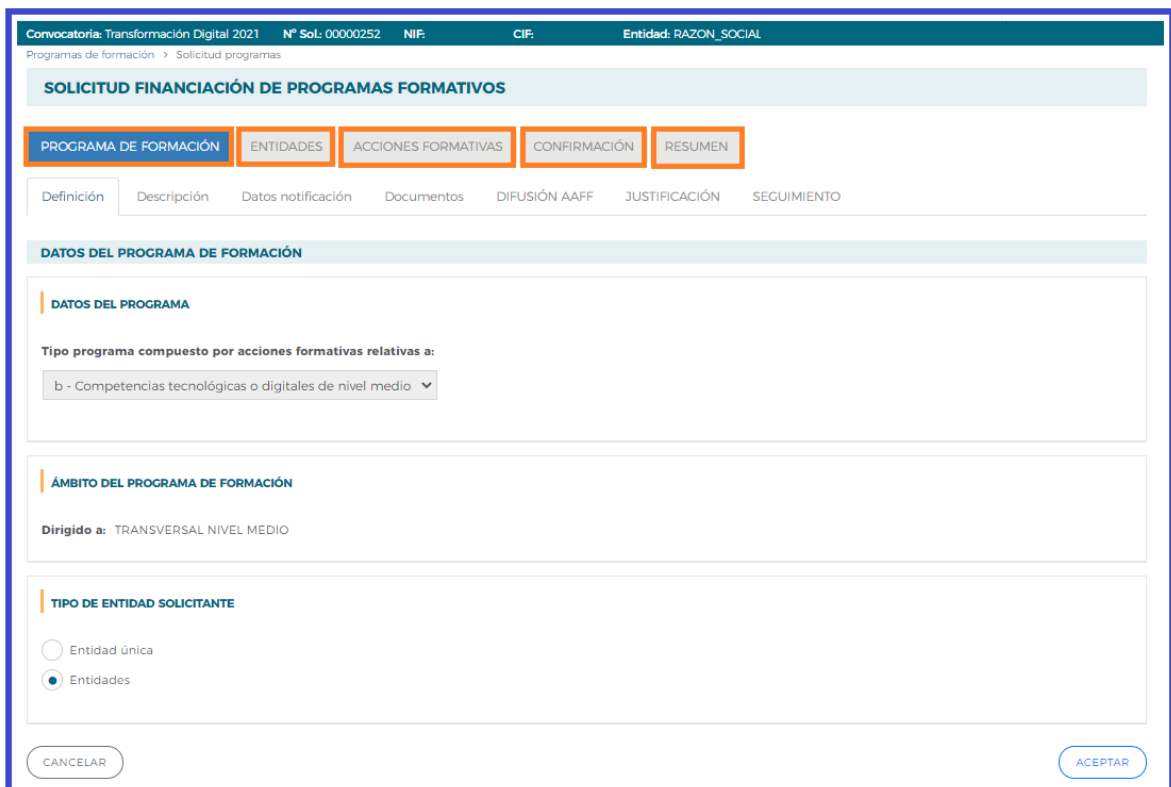 Convocatoria: Transformación Digital 2021 Nº Sol.: 00000252 NIF: CIF: Entidad: RAZON_SOCIAL
Programas de formación > Solicitud programas
SOLICITUD FINANCIACIÓN DE PROGRAMAS FORMATIVOS
PROGRAMA DE FORMACIÓN ENTIDADES ACCIONES FORMATIVAS CONFIRMACIÓN RESUMEN
Definición Descripción Datos notificación Documentos DIFUSIÓN AAFF JUSTIFICACIÓN SEGUIMIENTO
DATOS DEL PROGRAMA DE FORMACIÓN
DATOS DEL PROGRAMA
Tipo programa compuesto por acciones formativas relativas a:
b - Competencias tecnológicas o digitales de nivel medio
ÁMBITO DEL PROGRAMA DE FORMACIÓN
Dirigido a: TRANSVERSAL NIVEL MEDIO
TIPO DE ENTIDAD SOLICITANTE
Entidad única
Entidades
CANCELAR ACEPTAR